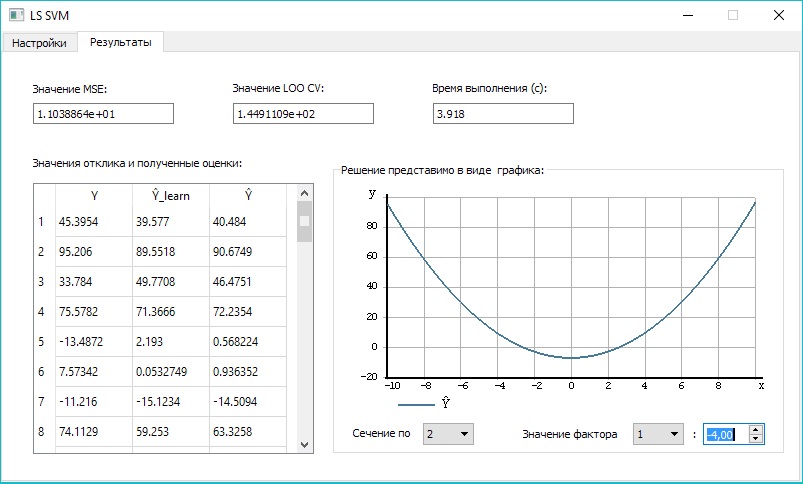 LS SVM
Настройки Результаты
Значение MSE: Значение LOO CV: Время выполнения (с):
1.1038864e+01 1.4491109e+02 3.918
Значения отклика и полученные оценки:
Y Ŷ_learn Ŷ
1 45.3954 39.577 40.484
2 95.206 89.5518 90.6749
3 33.784 49.7708 46.4751
4 75.5782 71.3666 72.2354
5 -13.4872 2.193 0.568224
6 7.57342 0.0532749 0.936352
7 -11.216 -15.1234 -14.5094
8 74.1129 59.253 63.3258
Решение представимо в виде графика:
y
80
60
40
20
0
-20
-10 -8 -6 -4 -2 0 2 4 6 8 x
Ŷ
Сечение по 2 Значение фактора 1 : -4,00